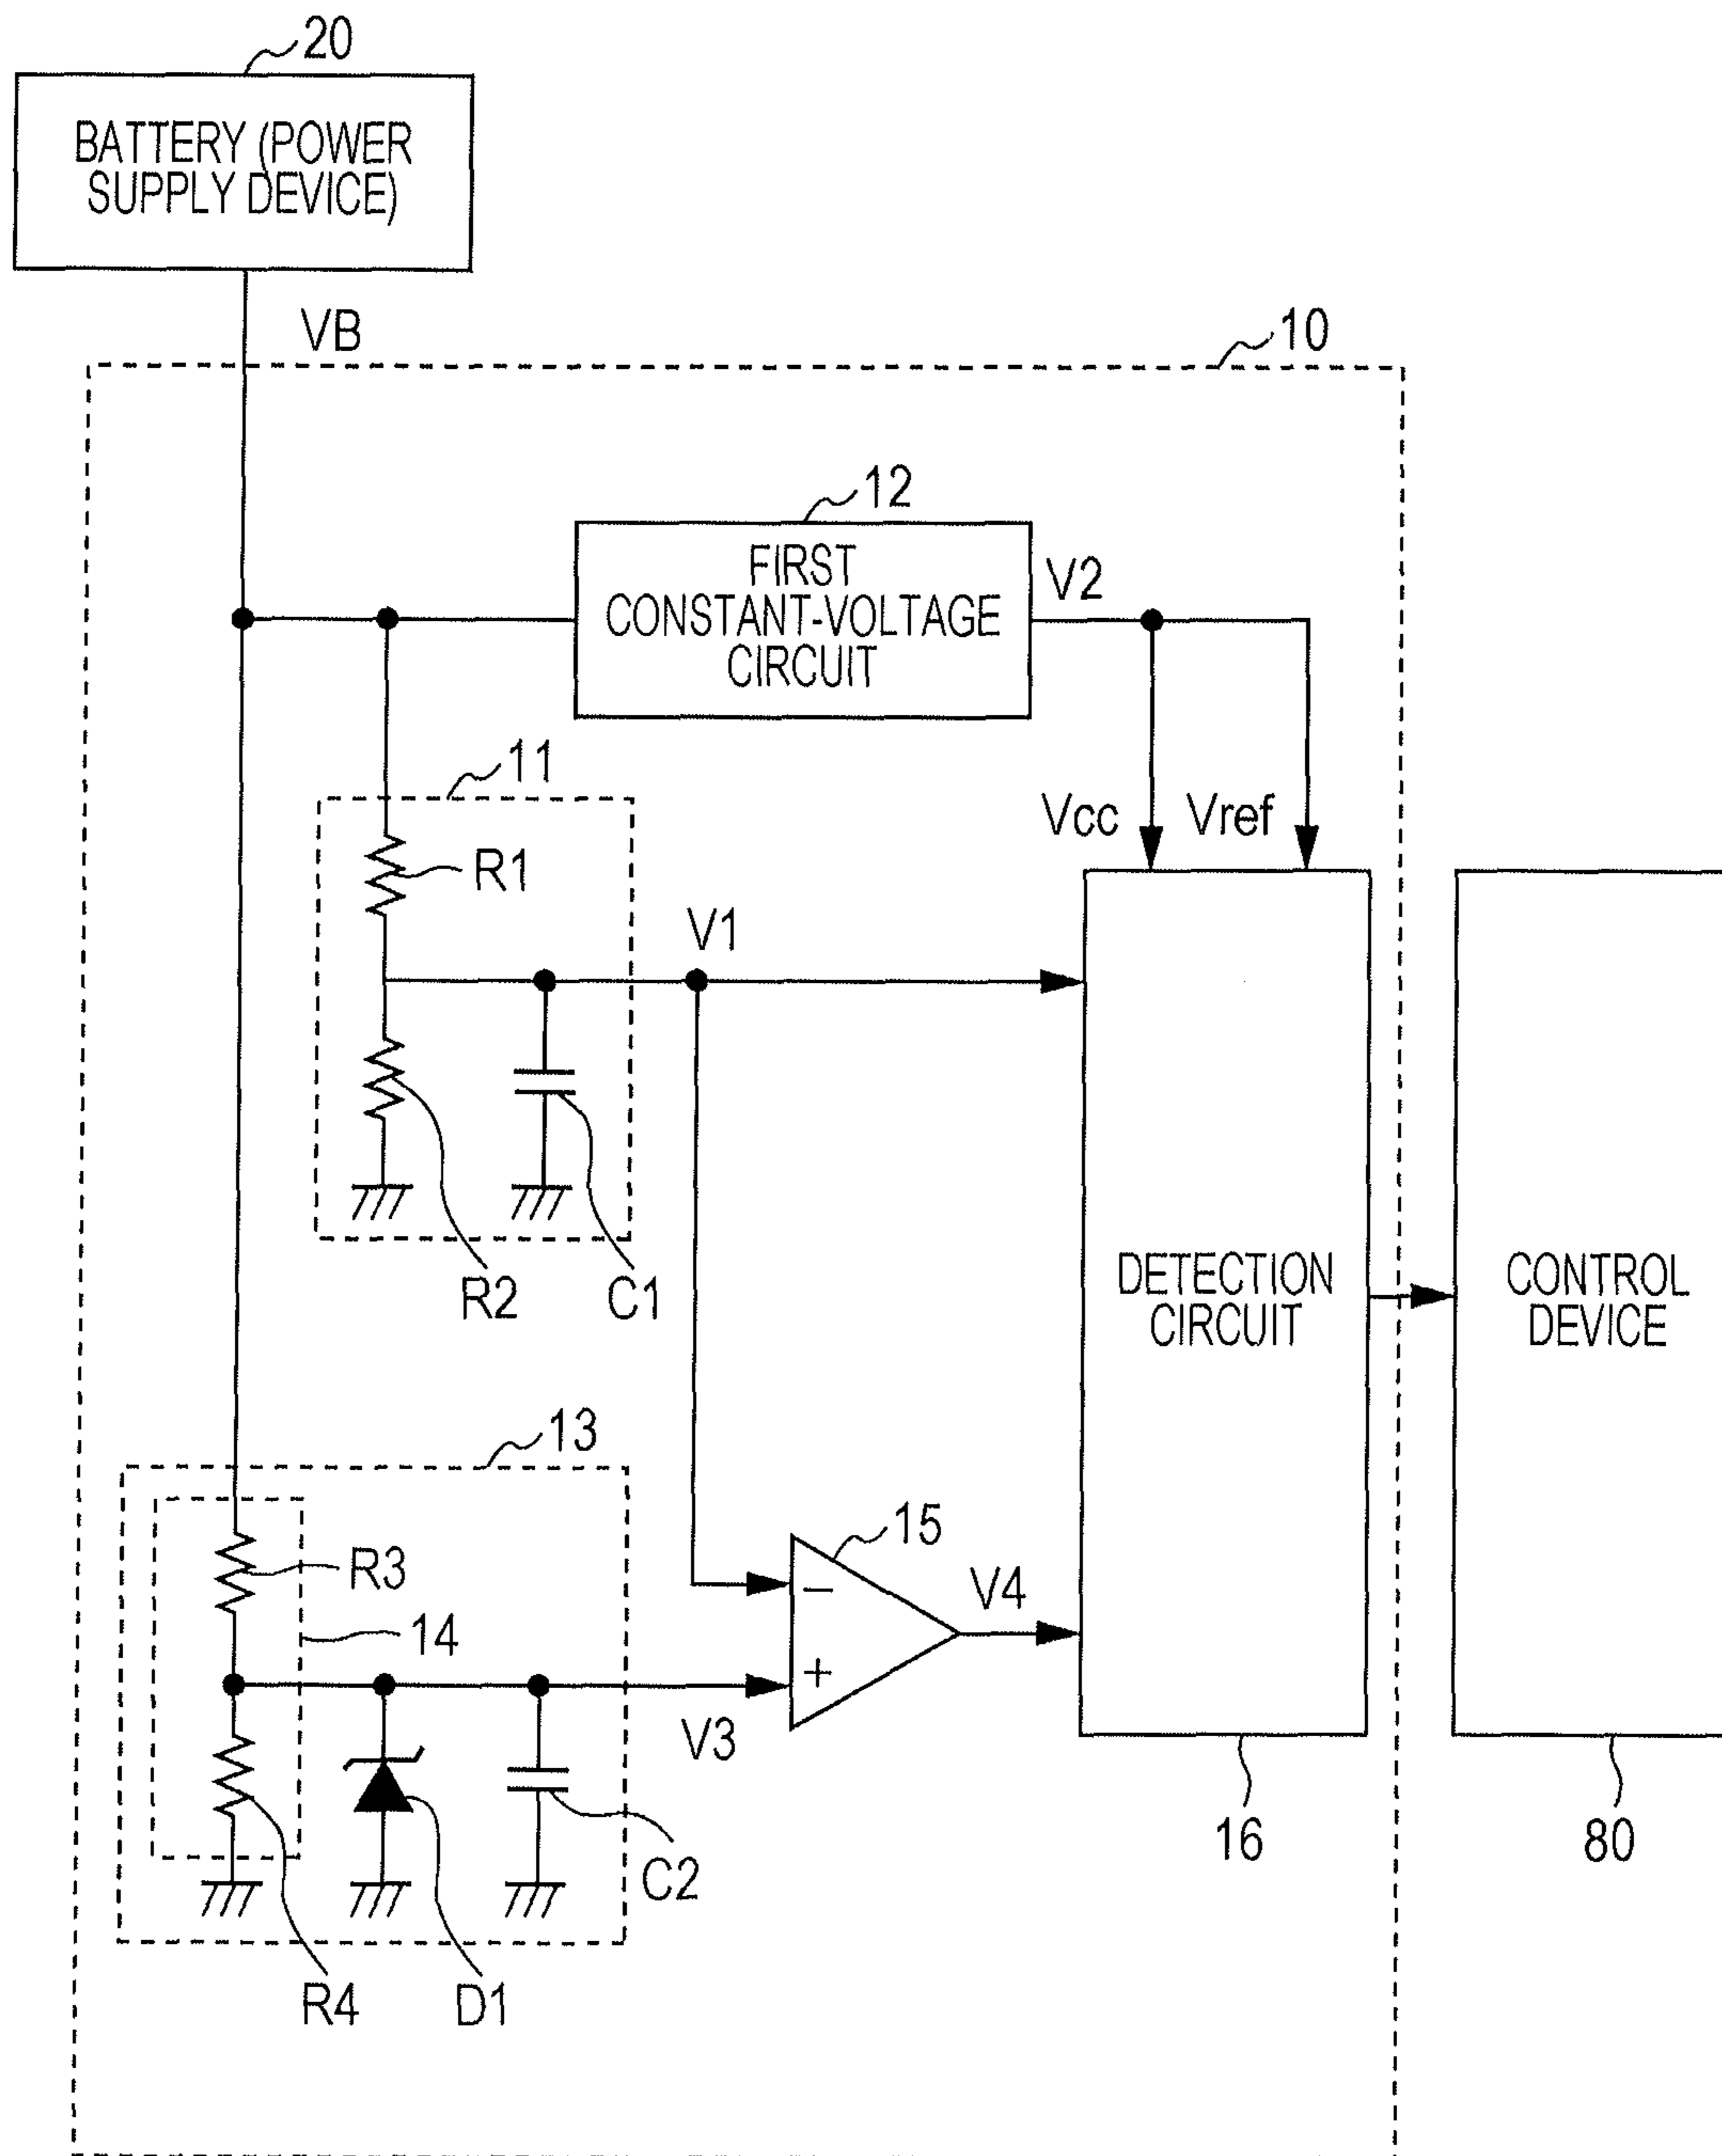 20
BATTERY (POWER
SUPPLY DEVICE)
VB
10
12
FIRST
CONSTANT-VOLTAGE
CIRCUIT
V2
11
Vcc
Vref
R1
V1
R2
C1
DETECTION
CIRCUIT
CONTROL
DEVICE
13
15
R3
−
V4
14
+
V3
16
80
C2
R4
D1